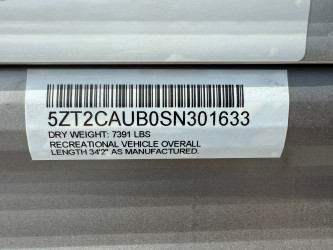 5ZT2CAUB0SN301633
DRY WEIGHT: 7391 LBS
RECREATIONAL VEHICLE OVERALL
LENGTH 34'2" AS MANUFACTURED.